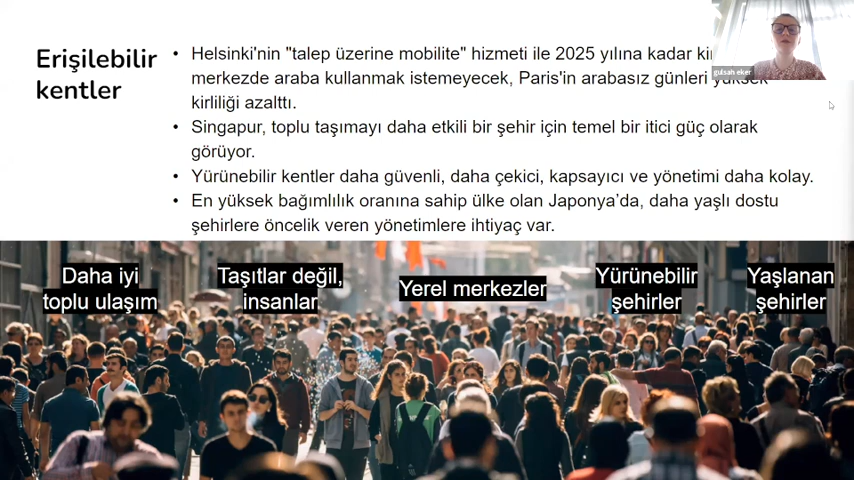 Erişilebilir
kentler
• Helsinki'nin "talep üzerine mobilite" hizmeti ile 2025 yılına kadar
merkezde araba kullanmak istemeyecek, Paris'in arabasız günleri yüksek
kirliliği azalttı.
• Singapur, toplu taşımayı daha etkili bir şehir için temel bir itici güç olarak
görüyor.
• Yürünebilir kentler daha güvenli, daha çekici, kapsayıcı ve yönetimi daha kolay.
• En yüksek bağımlılık oranına sahip ülke olan Japonya’da, daha yaşlı dostu
şehirlere öncelik veren yönetimlere ihtiyaç var.
gulsah eker
Daha iyi
toplu ulaşım
Taşıtlar değil,
insanlar
Yerel merkezler
Yürünebilir
şehirler
Yaşlanan
şehirler